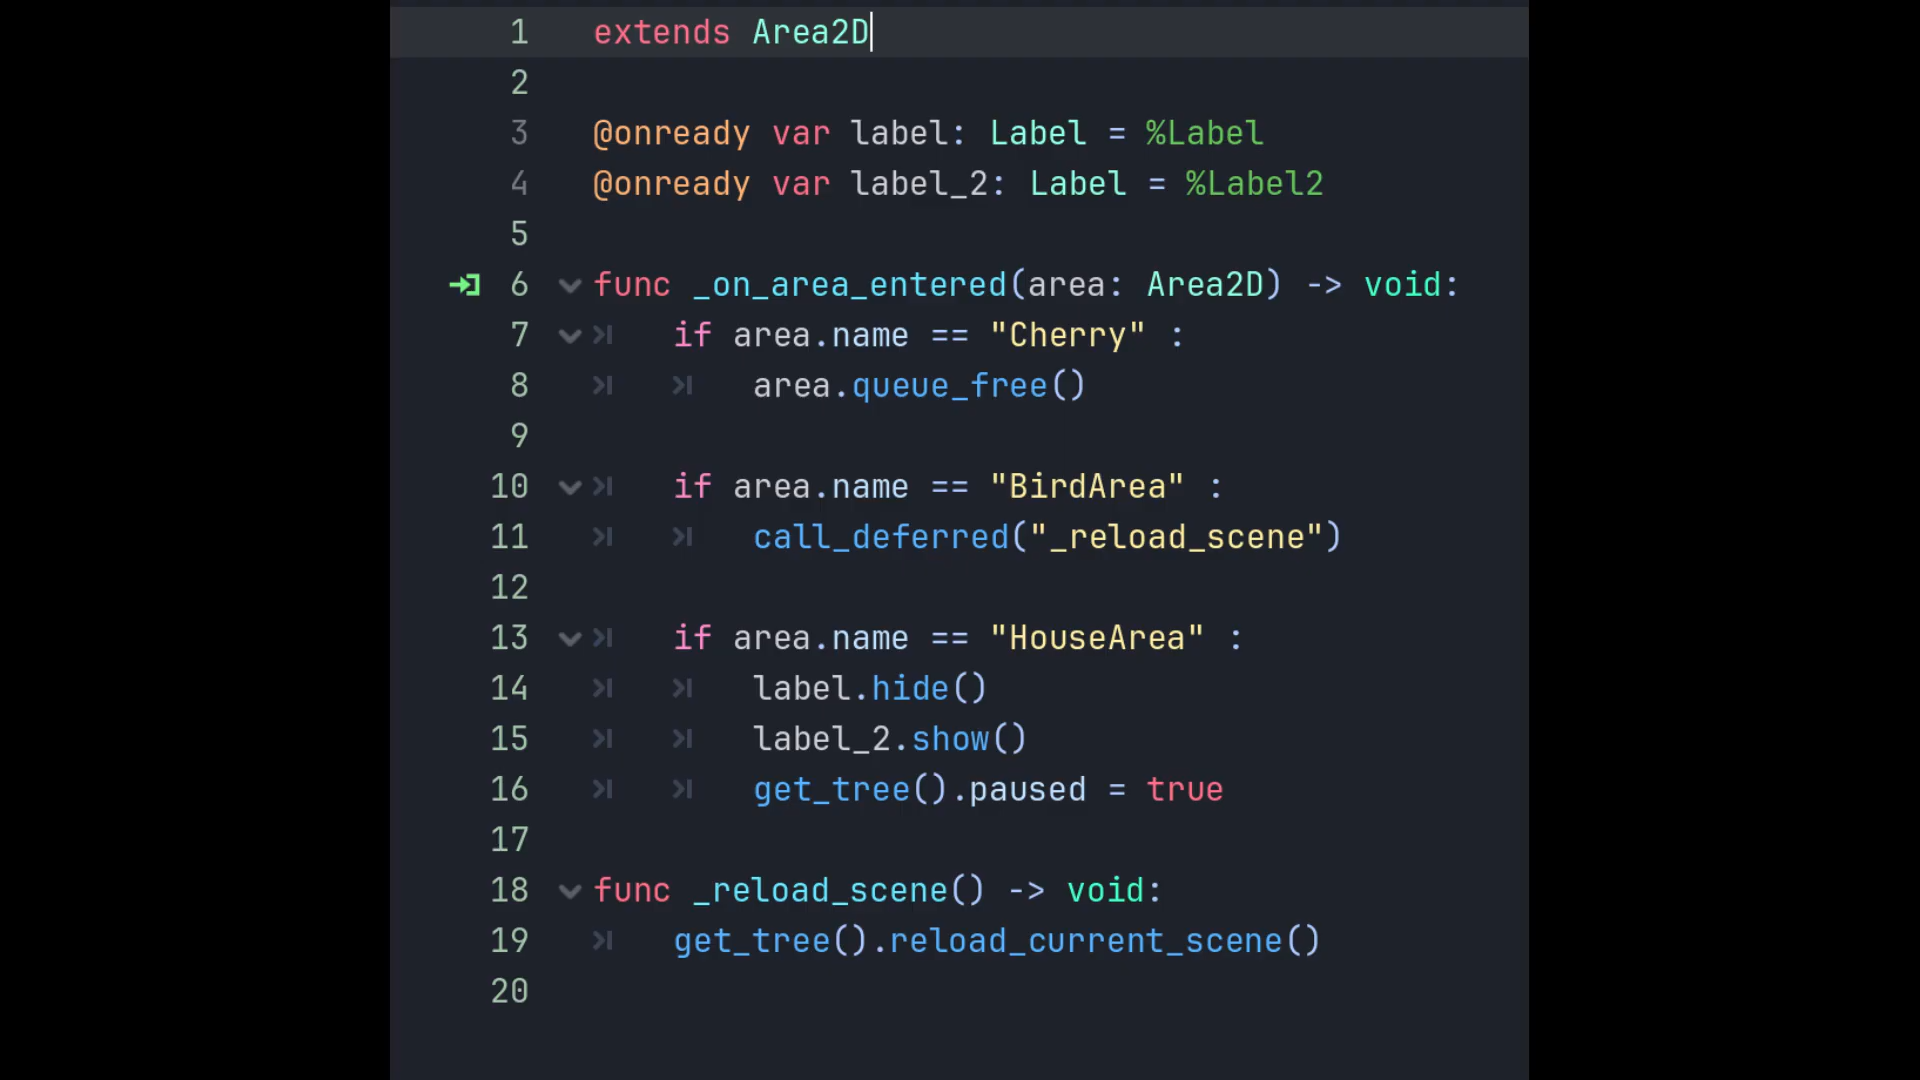 1 extends Area2D
2
3 @onready var label: Label = %Label
4 @onready var label_2: Label = %Label2
5
6 func _on_area_entered(area: Area2D) -> void:
7 if area.name == "Cherry" :
8 area.queue_free()
9
10 if area.name == "BirdArea" :
11 call_deferred("_reload_scene")
12
13 if area.name == "HouseArea" :
14 label.hide()
15 label_2.show()
16 get_tree().paused = true
17
18 func _reload_scene() -> void:
19 get_tree().reload_current_scene()
20